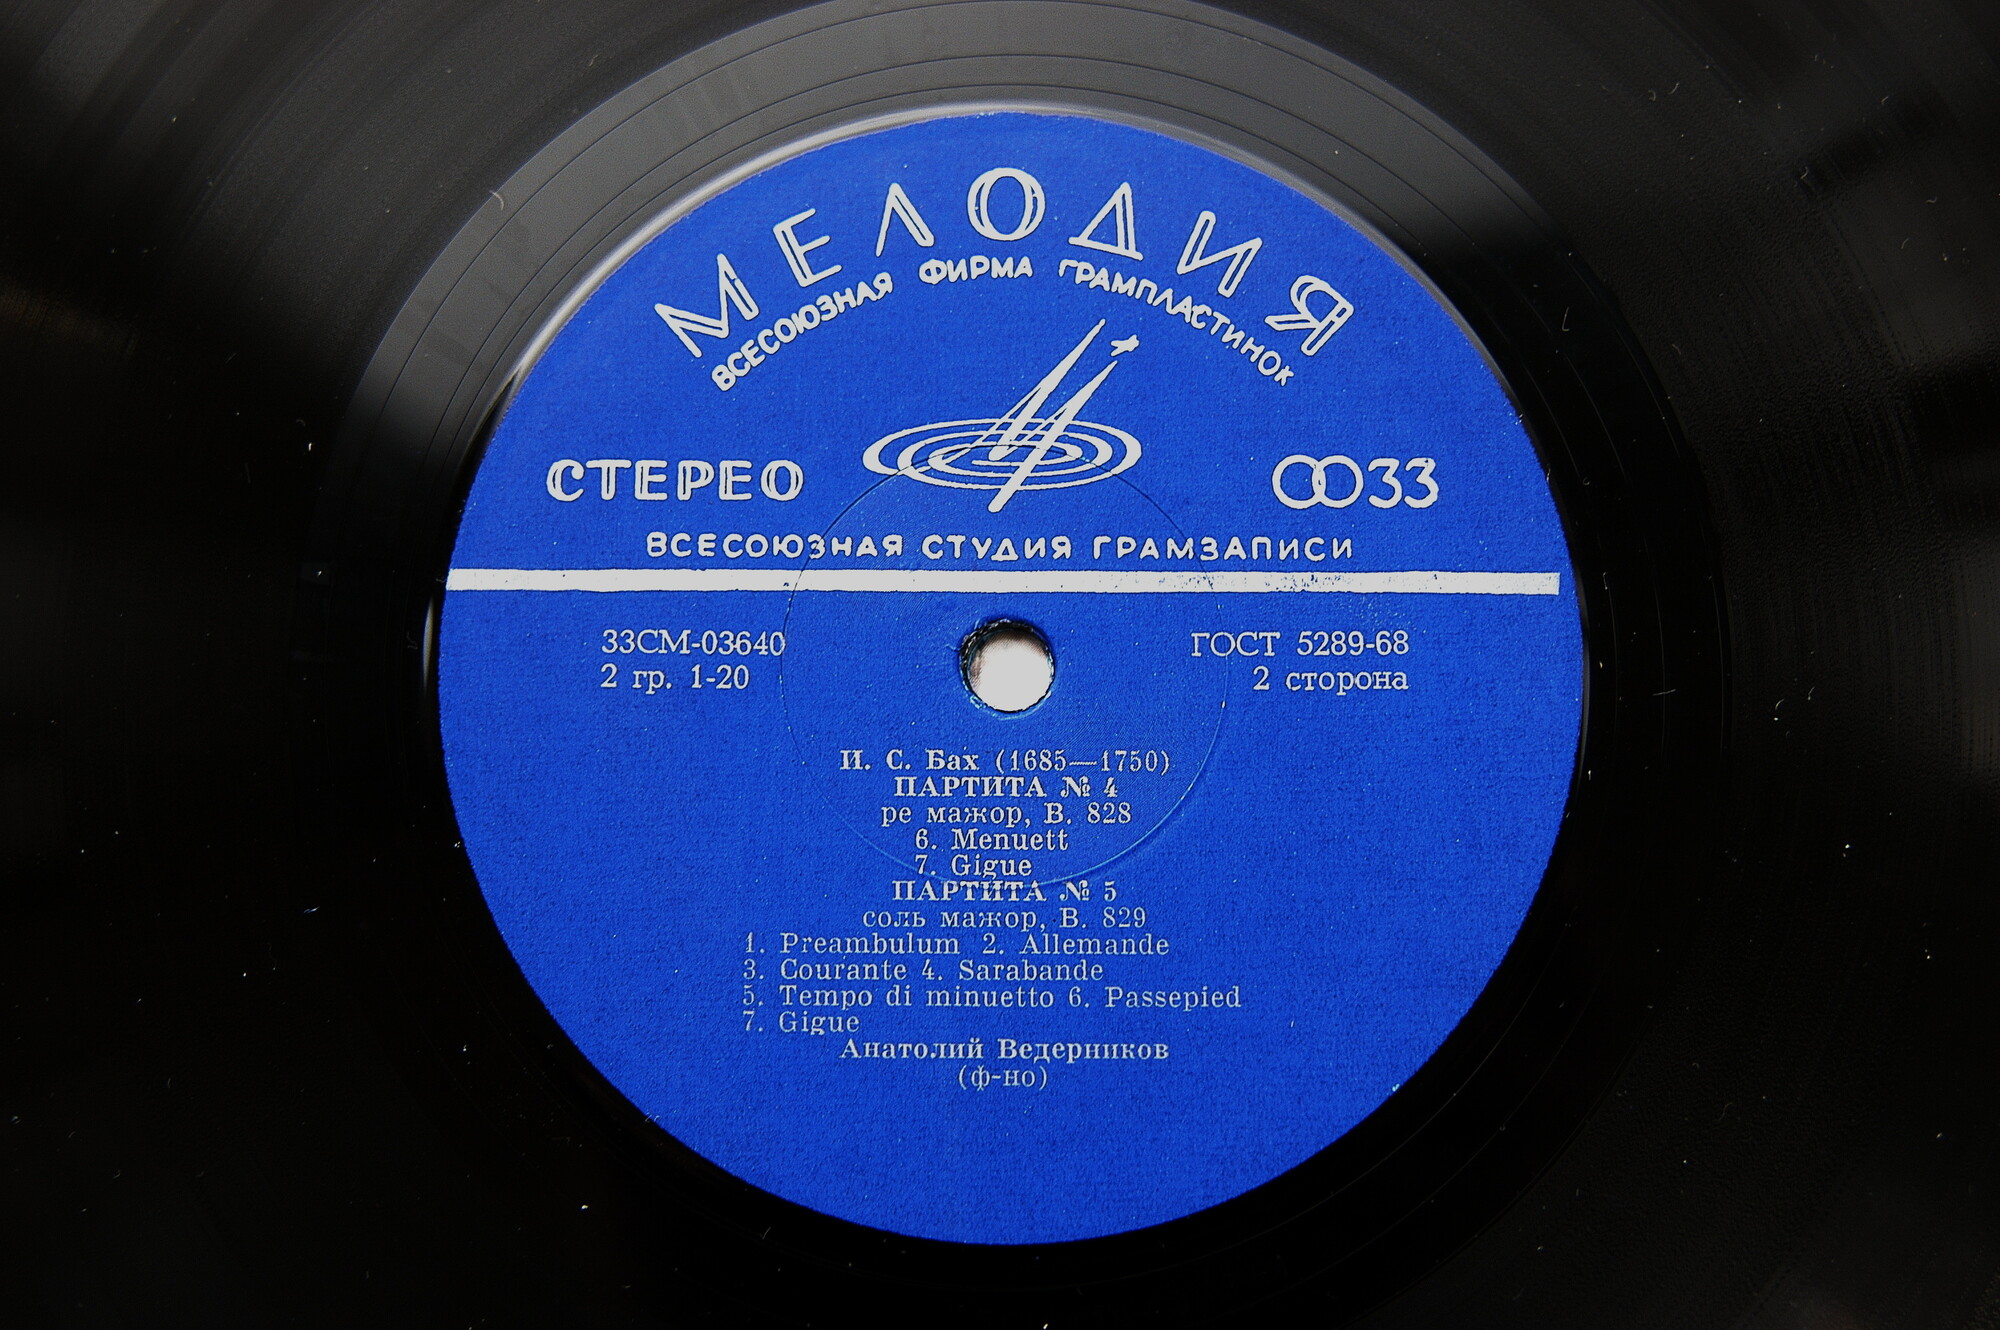 МЕЛОДИЯ
ВСЕСОЮЗНАЯ ФИРМА ГРАМПЛАСТИНОК
СТЕРЕО
33
ВСЕСОЮЗНАЯ СТУДИЯ ГРАМЗАПИСИ
33СМ-03640
ГОСТ 5289-68
2 гр. 1-20
2 сторона
И. С. Бах (1685—1750)
ПАРТИТА № 4
ре мажор, В. 828
6. Menuett
7. Gigue
ПАРТИТА № 5
соль мажор, В. 829
1. Preambulum 2. Allemande
3. Courante 4. Sarabande
5. Tempo di minuetto 6. Passepied
7. Gigue
Анатолий Ведерников
(ф-но)